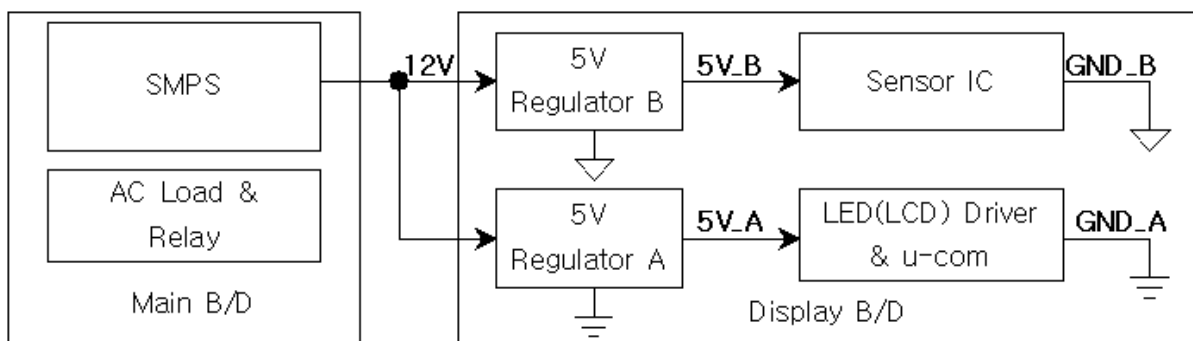 SMPS
AC Load &
Relay
Main B/D
12V
5V
Regulator B
5V_B
Sensor IC
GND_B
5V
Regulator A
5V_A
LED(LCD) Driver
& u-com
GND_A
Display B/D